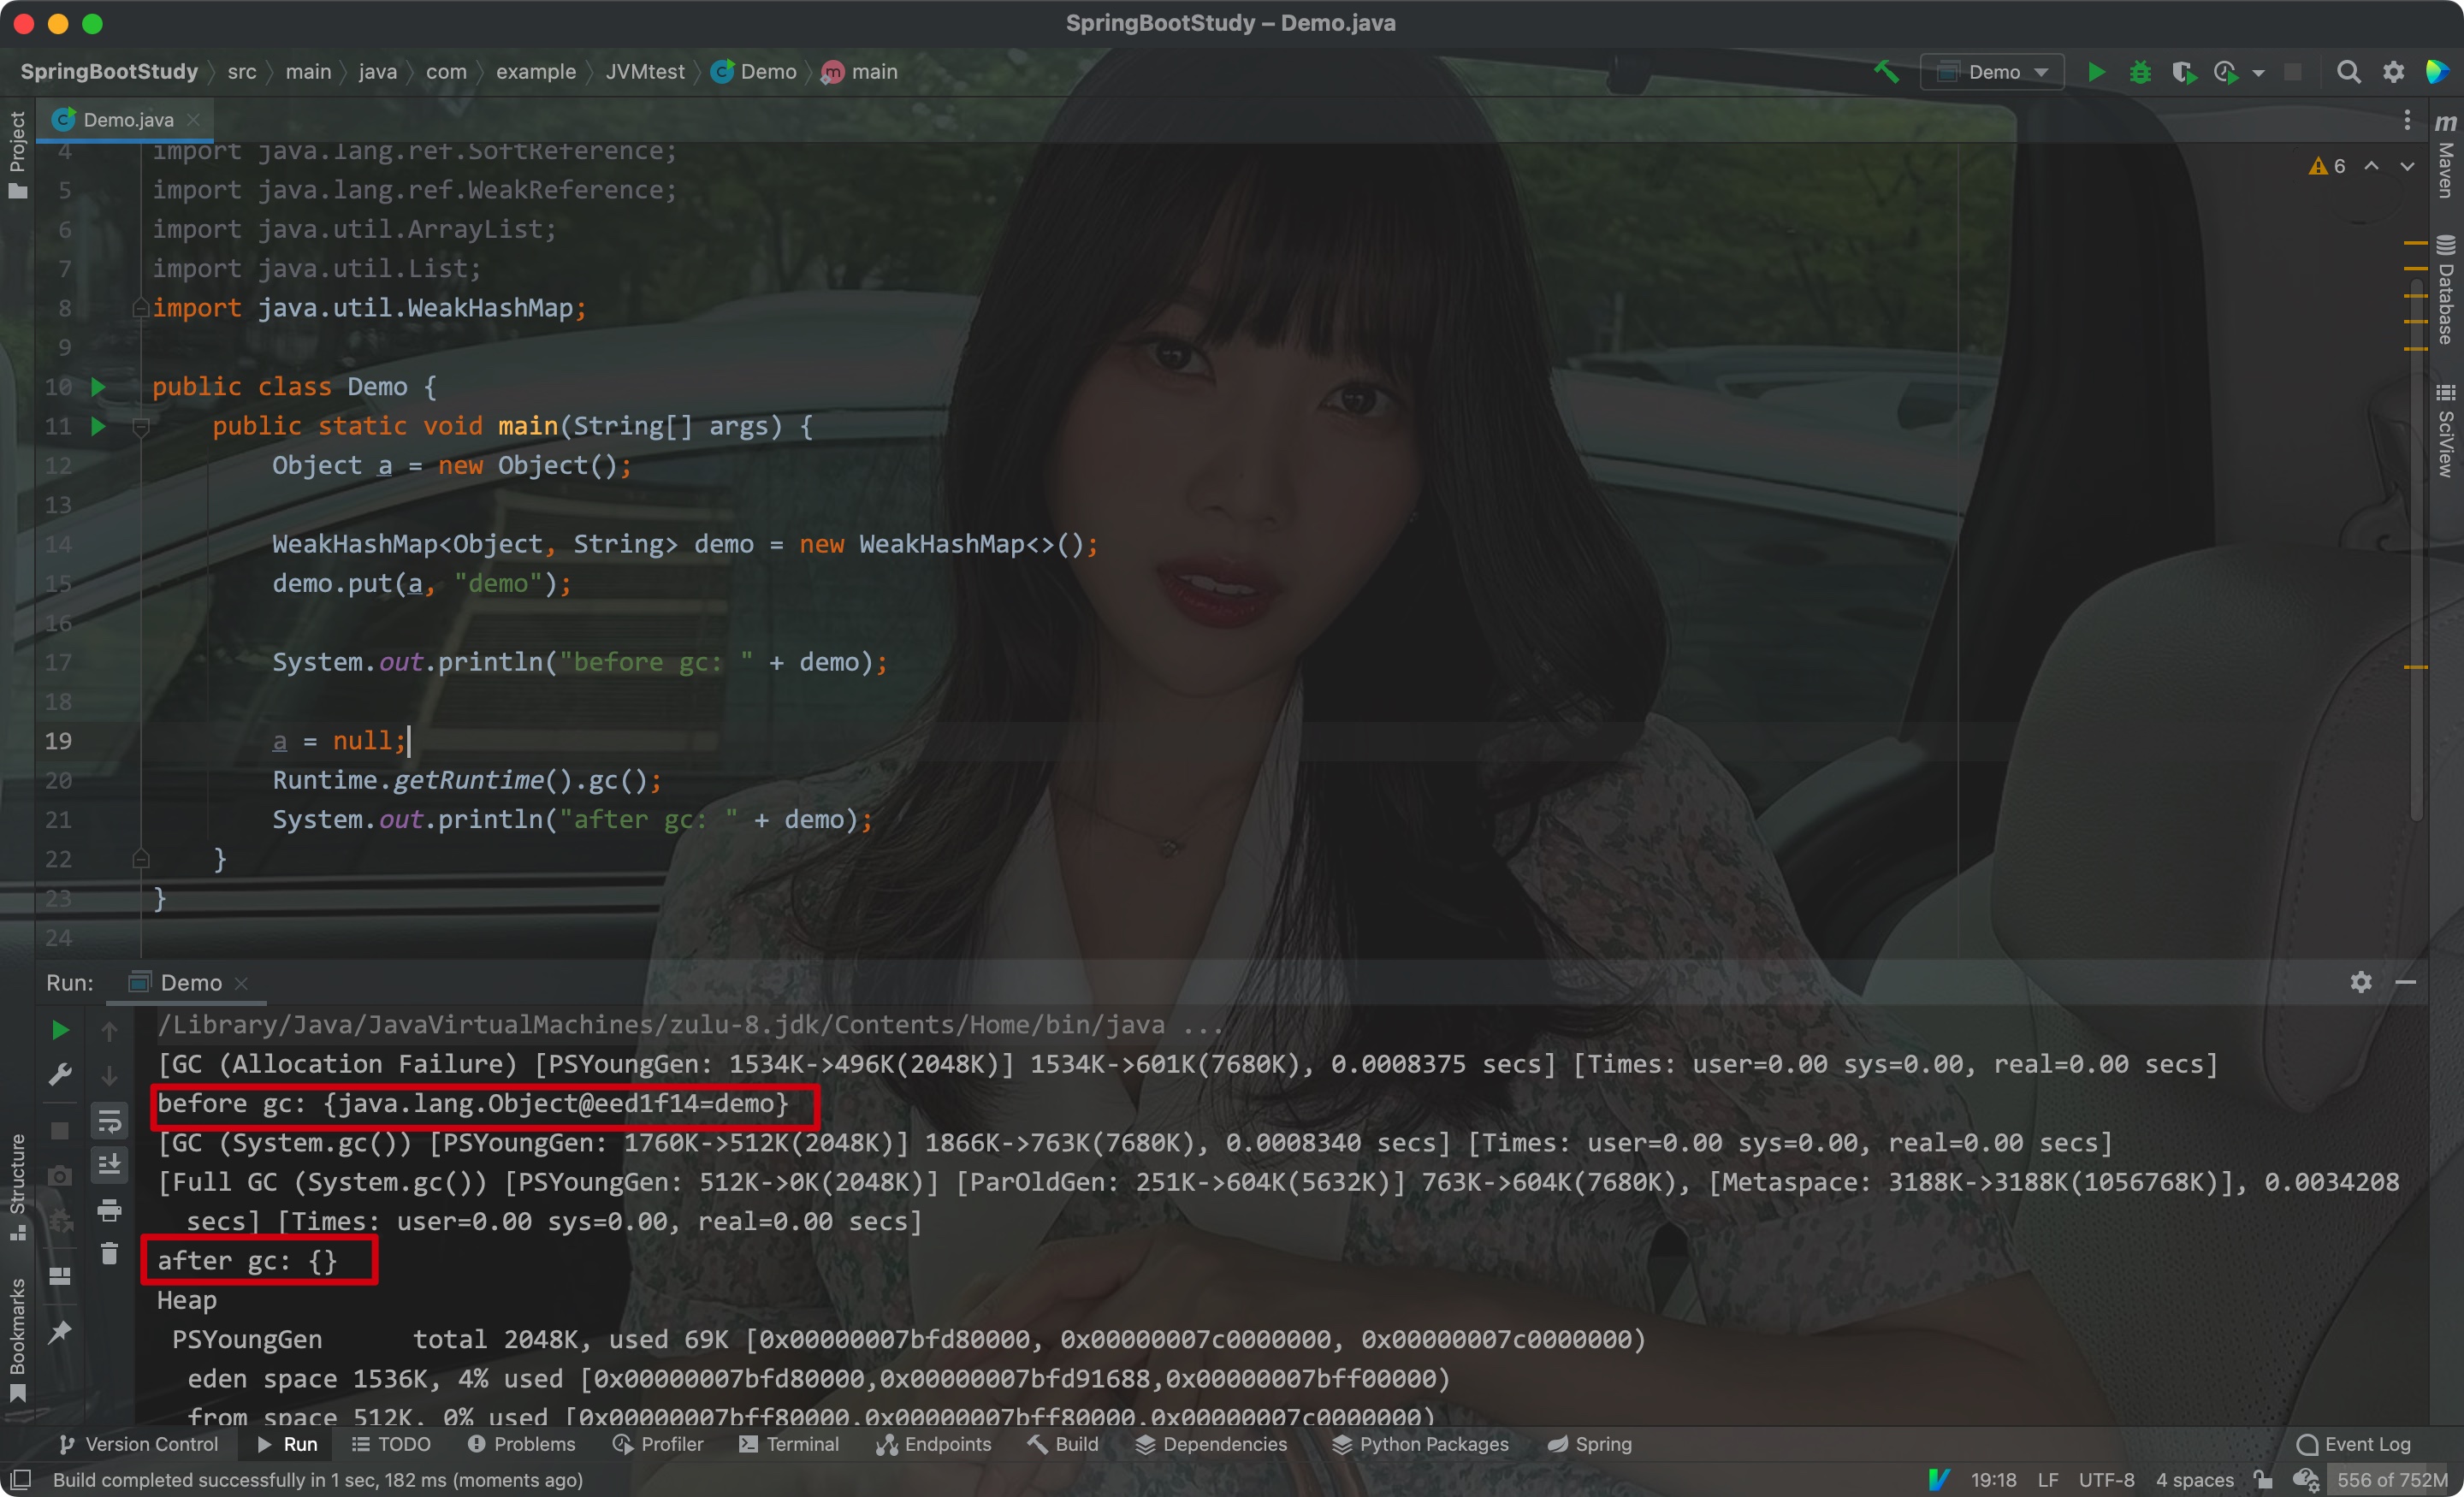 SpringBootStudy – Demo.java
SpringBootStudy src main java com example JVMtest Demo main
Demo
Demo.java
6
Project
Maven
Database
SciView
4 import java.lang.ref.SoftReference;
5 import java.lang.ref.WeakReference;
6 import java.util.ArrayList;
7 import java.util.List;
8 import java.util.WeakHashMap;
9
10 public class Demo {
11 public static void main(String[] args) {
12 Object a = new Object();
13
14 WeakHashMap<Object, String> demo = new WeakHashMap<>();
15 demo.put(a, "demo");
16
17 System.out.println("before gc: " + demo);
18
19 a = null;
20 Runtime.getRuntime().gc();
21 System.out.println("after gc: " + demo);
22 }
23 }
24
Run: Demo
/Library/Java/JavaVirtualMachines/zulu-8.jdk/Contents/Home/bin/java ...
[GC (Allocation Failure) [PSYoungGen: 1534K->496K(2048K)] 1534K->601K(7680K), 0.0008375 secs] [Times: user=0.00 sys=0.00, real=0.00 secs]
before gc: {java.lang.Object@eed1f14=demo}
[GC (System.gc()) [PSYoungGen: 1760K->512K(2048K)] 1866K->763K(7680K), 0.0008340 secs] [Times: user=0.00 sys=0.00, real=0.00 secs]
[Full GC (System.gc()) [PSYoungGen: 512K->0K(2048K)] [ParOldGen: 251K->604K(5632K)] 763K->604K(7680K), [Metaspace: 3188K->3188K(1056768K)], 0.0034208
secs] [Times: user=0.00 sys=0.00, real=0.00 secs]
after gc: {}
Heap
PSYoungGen total 2048K, used 69K [0x00000007bfd80000, 0x00000007c0000000, 0x00000007c0000000)
eden space 1536K, 4% used [0x00000007bfd80000,0x00000007bfd91688,0x00000007bff00000)
from space 512K, 0% used [0x00000007bff80000,0x00000007bff80000,0x00000007c0000000)
Structure
Bookmarks
Version Control Run TODO Problems Profiler Terminal Endpoints Build Dependencies Python Packages Spring Event Log
Build completed successfully in 1 sec, 182 ms (moments ago) 19:18 LF UTF-8 4 spaces 556 of 752M